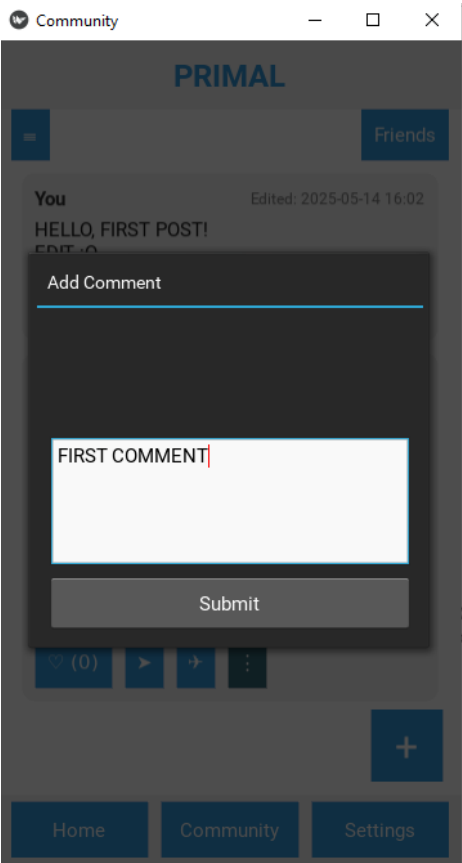 Community
PRIMAL
≡
Friends
You
Edited: 2025-05-14 16:02
HELLO, FIRST POST!
EDIT :O
Add Comment
FIRST COMMENT
Submit
♡ (0) ➤ ✈ ⋮
+
Home
Community
Settings